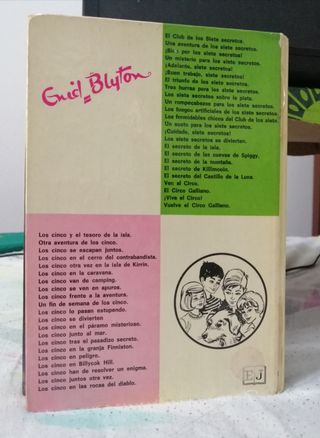 Enid Blyton
El Club de los Siete secretos.
Una aventura de los siete secretos.
¡Bien por los siete secretos!
Un misterio para los siete secretos.
¡Adelante, siete secretos!
¡Buen trabajo, siete secretos!
El triunfo de los siete secretos.
Tres hurras para los siete secretos.
Los siete secretos sobre la pista.
Un rompecabezas para los siete secretos.
Los fuegos artificiales de los siete secretos.
Los formidables chicos del Club de los siete.
Un susto para los siete secretos.
¡Cuidado, siete secretos!
Los siete secretos se divierten.
El secreto de la isla.
El secreto de las cuevas de Spiggy.
El secreto de la montaña.
El secreto de Killimooin.
El secreto del Castillo de la Luna.
Ven al Circo.
El Circo Galliano.
¡Viva el Circo!
Vuelve el Circo Galliano.
Los cinco y el tesoro de la isla.
Otra aventura de los cinco.
Los cinco se escapan juntos.
Los cinco en el cerro del contrabandista.
Los cinco otra vez en la isla de Kirrin.
Los cinco en la caravana.
Los cinco van de camping.
Los cinco se ven en apuros.
Los cinco frente a la aventura.
Un fin de semana de los cinco.
Los cinco lo pasan estupendo.
Los cinco se divierten
Los cinco en el páramo misterioso.
Los cinco junto al mar.
Los cinco tras el pasadizo secreto.
Los cinco en la granja Finniston.
Los cinco en peligro.
Los cinco en Billycok Hill.
Los cinco han de resolver un enigma.
Los cinco juntos otra vez.
Los cinco en las rocas del diablo.
E J